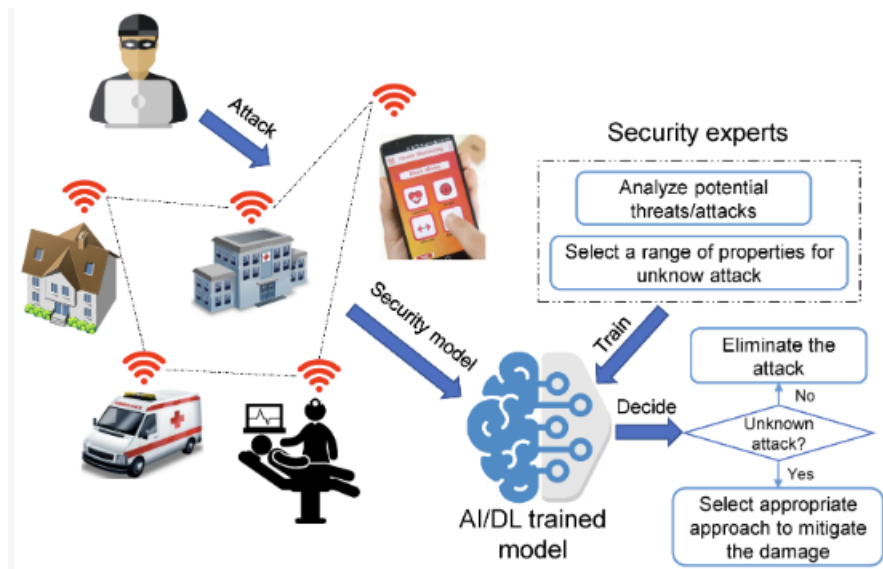 Attack
Security experts
Analyze potential
threats/attacks
Select a range of properties for
unknow attack
Security model
Train
Eliminate the
attack
Decide
No
Unknown
attack?
Yes
AI/DL trained
model
Select appropriate
approach to mitigate
the damage